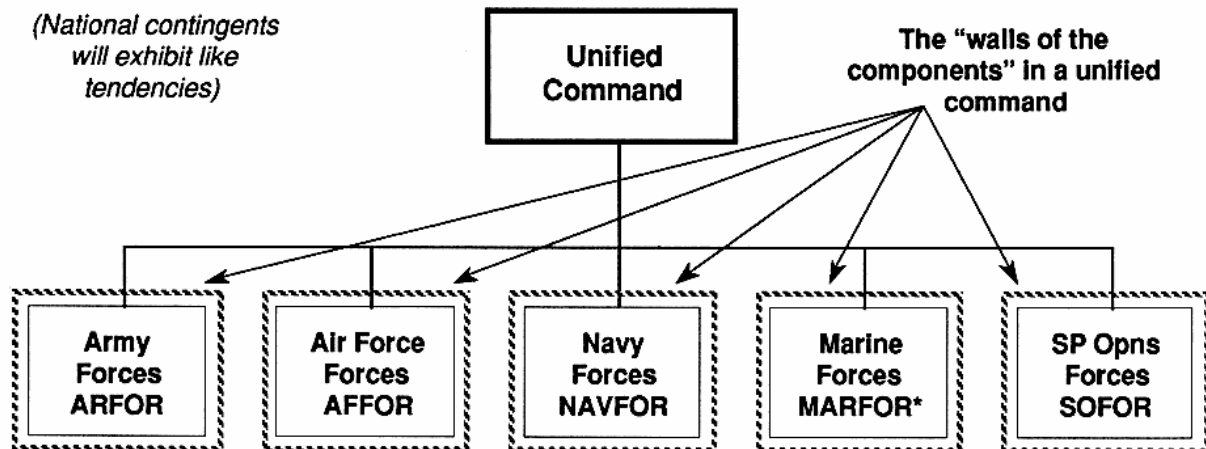 (National contingents
will exhibit like
tendencies)
Unified
Command
The “walls of the
components” in a unified
command
Army
Forces
ARFOR
Air Force
Forces
AFFOR
Navy
Forces
NAVFOR
Marine
Forces
MARFOR*
SP Opns
Forces
SOFOR